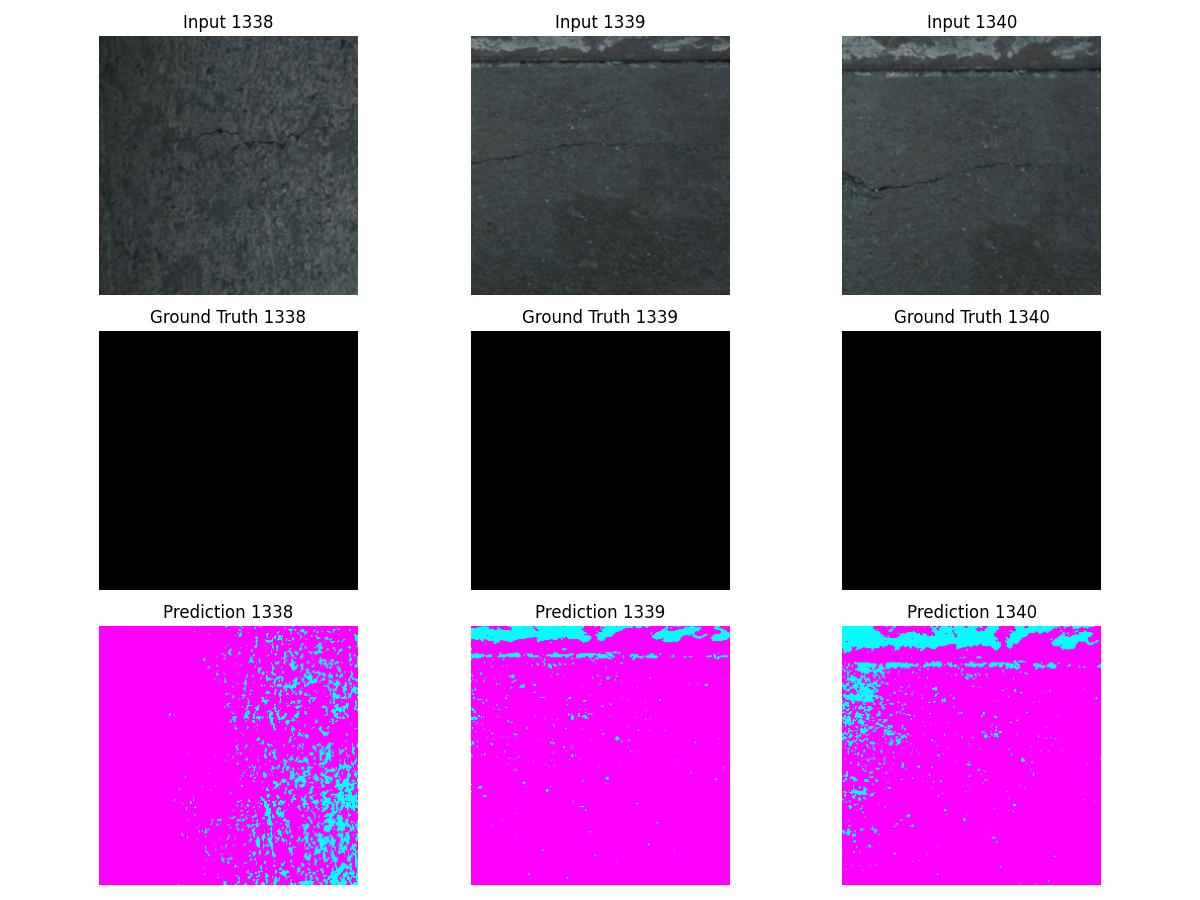 Input 1338
Input 1339
Input 1340
Ground Truth 1338
Ground Truth 1339
Ground Truth 1340
Prediction 1338
Prediction 1339
Prediction 1340